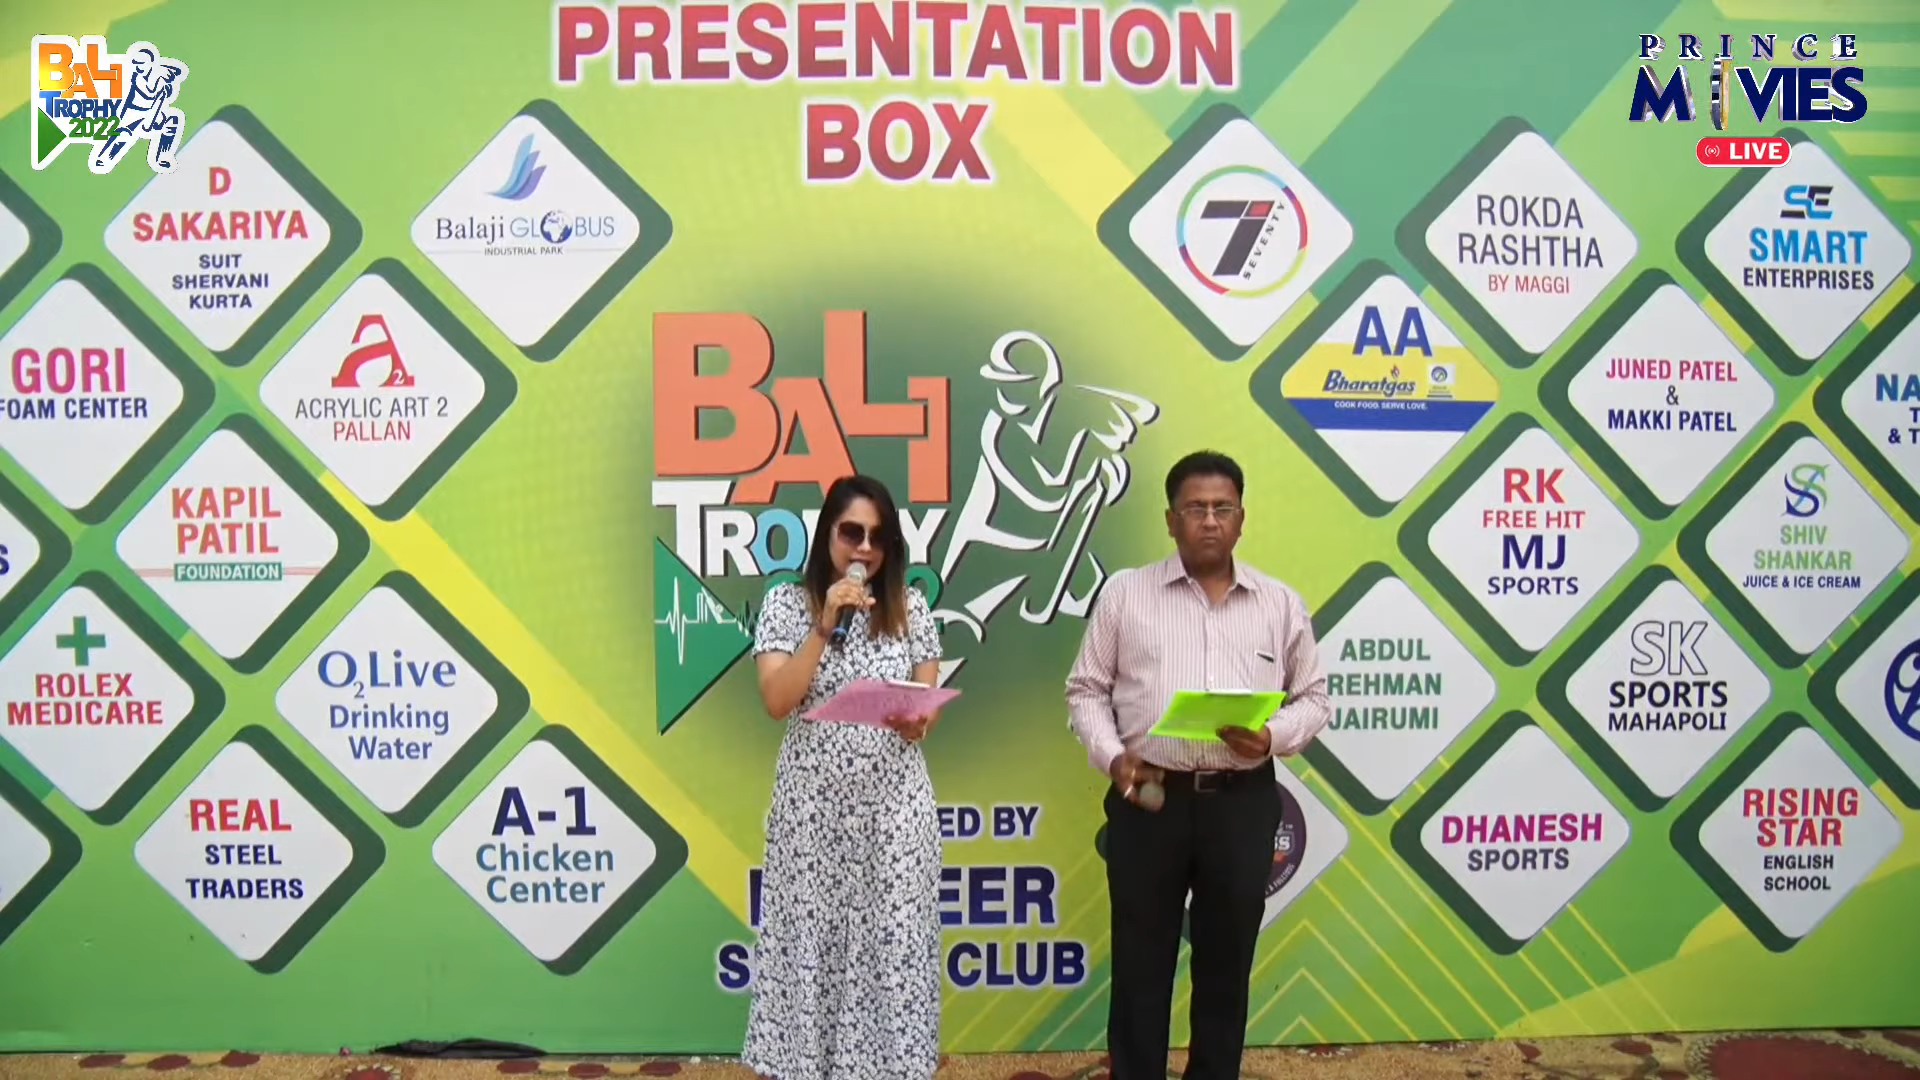 PRESENTATION
BOX
BALI
TROPHY
2022
PRINCE
MOVIES
LIVE
D
SAKARIYA
SUIT
SHERVANI
KURTA
Balaji GLOBUS
INDUSTRIAL PARK
7
SEVENTY
ROKDA
RASHTHA
BY MAGGI
SE
SMART
ENTERPRISES
GORI
FOAM CENTER
A2
ACRYLIC ART 2
PALLAN
BALI
TROPHY
AA
Bharatgas
COOK FOOD. SERVE LOVE.
JUNED PATEL
&
MAKKI PATEL
NA
& T
KAPIL
PATIL
FOUNDATION
RK
FREE HIT
MJ
SPORTS
SHIV
SHANKAR
JUICE & ICE CREAM
S
ROLEX
MEDICARE
O2Live
Drinking
Water
ABDUL
REHMAN
JAIRUMI
SK
SPORTS
MAHAPOLI
REAL
STEEL
TRADERS
A-1
Chicken
Center
ED BY
EER
S CLUB
DHANESH
SPORTS
RISING
STAR
ENGLISH
SCHOOL